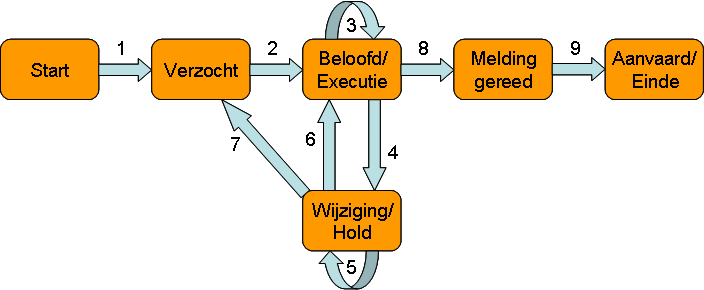 3
1
2
8
9
Start
Verzocht
Beloofd/
Executie
Melding
gereed
Aanvaard/
Einde
7
6
4
Wijziging/
Hold
5